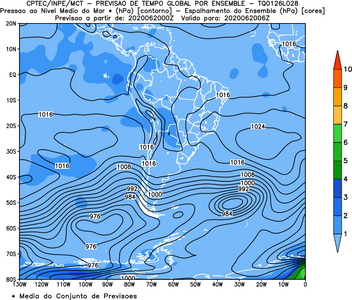 CPTEC/INPE/MCT - PREVISAO DE TEMPO GLOBAL POR ENSEMBLE - TQ0126L028
Pressao ao Nivel Medio do Mar * (hPa) [contorno] - Espalhamento do Ensemble (hPa) [cores]
Previsao a partir de: 2020062000Z Valido para: 2020062006Z
20N
10N
EQ
10S
20S
30S
40S
50S
60S
70S
80S
130W 120W 110W 100W 90W 80W 70W 60W 50W 40W 30W 20W 10W 0
1016
1016
1016
1024
1016
1016
1016
1016
1008
1008
1000
1000
992
992
984
984
976
976
1000
10
9
8
7
6
5
4
3
2
1
* Media do Conjunto de Previsoes